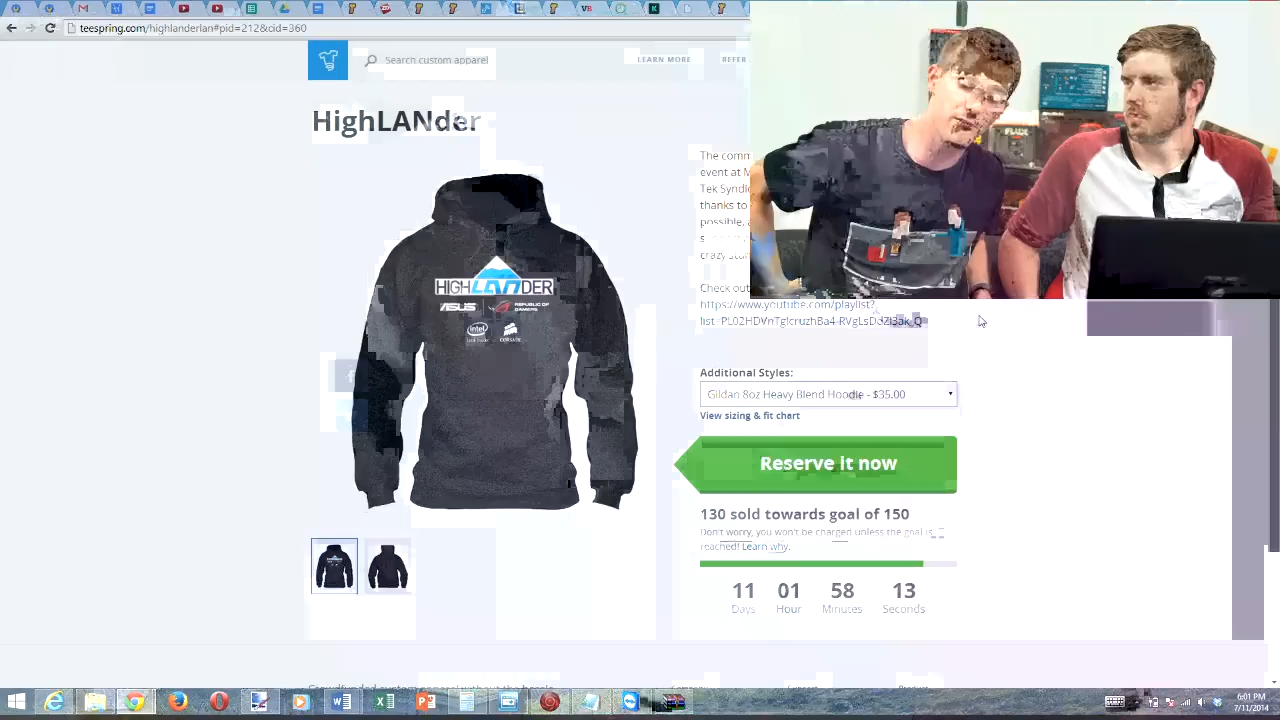 teespring.com/highlanderlan#pid=212&cid=360
Search custom apparel
LEARN MORE
REFER
HighLANder
The comm
event at M
Tek Syndic
thanks to
possible, a
crazy stun
Check out
https://www.youtube.com/playlist?
HIGHLANDER
ASUS
REPUBLIC OF
GAMERS
intel
CORSAIR
FLUX
Additional Styles:
Gildan 8oz Heavy Blend Hoodie - $35.00
View sizing & fit chart
Reserve it now
130 sold towards goal of 150
Don't worry, you won't be charged unless the goal is
reached! Learn why.
11 01 58 13
Days Hour Minutes Seconds
6:01 PM
7/11/2014